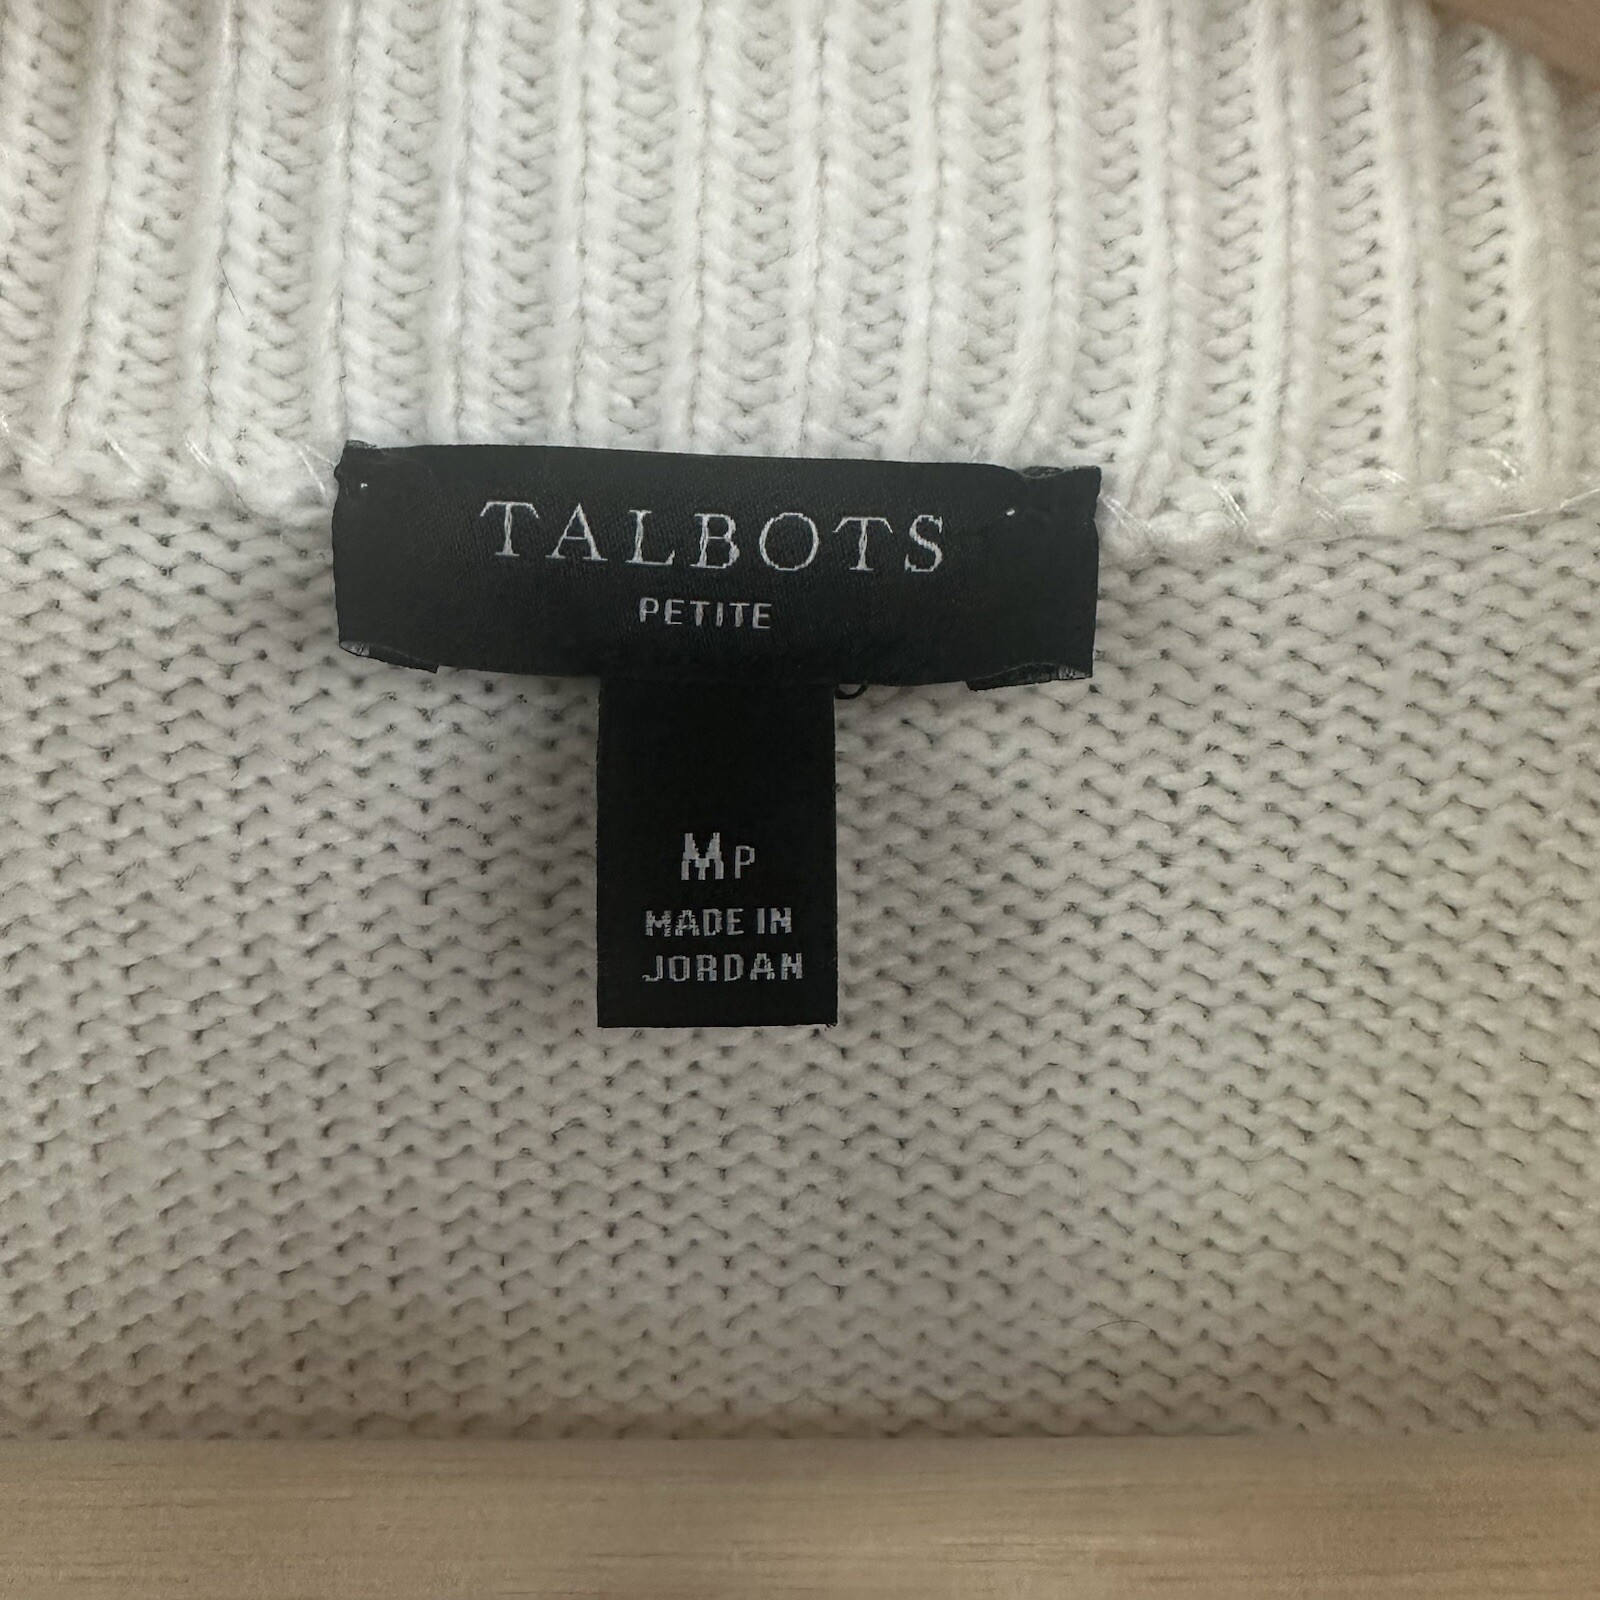 TALBOTS
PETITE
MP
MADE IN
JORDAN